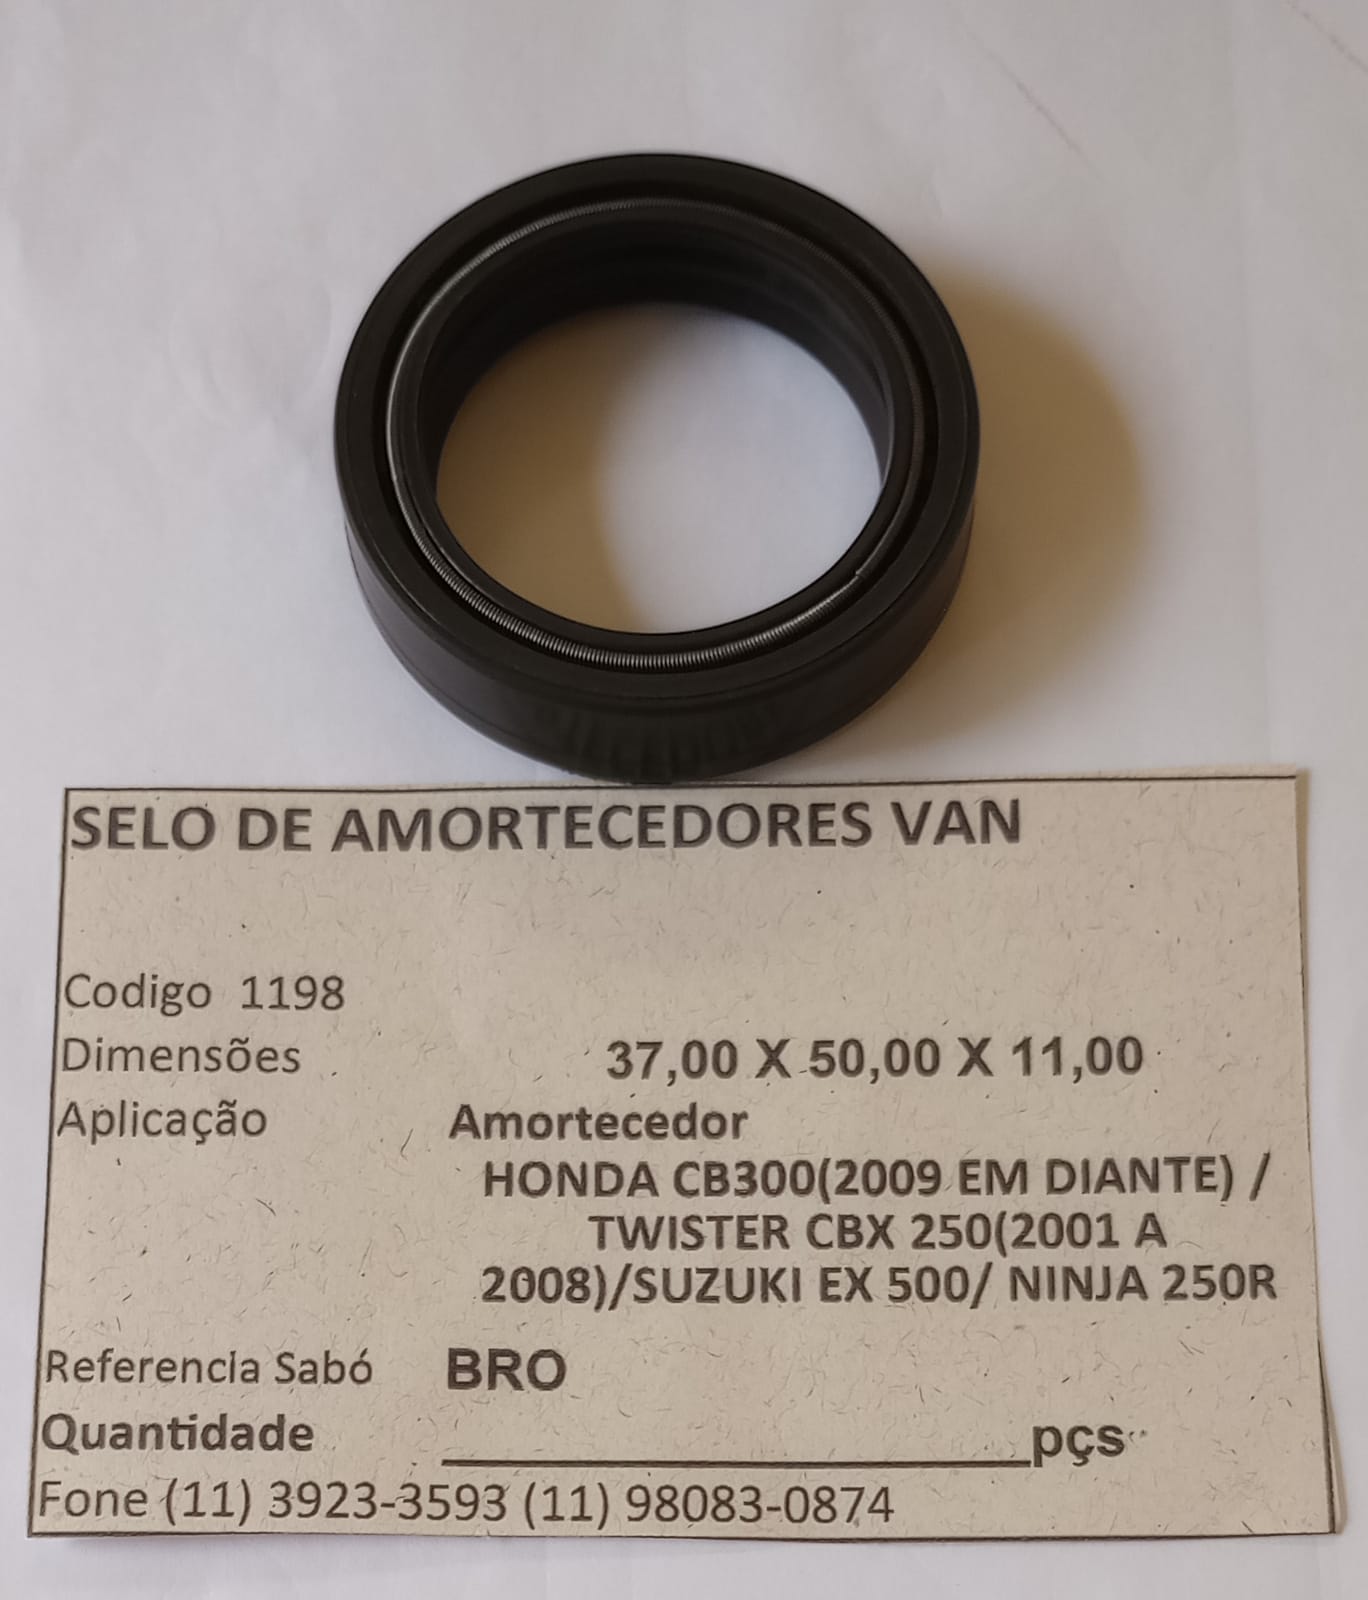 SELO DE AMORTECEDORES VAN
Codigo 1198
Dimensões 37,00 X 50,00 X 11,00
Aplicação Amortecedor
HONDA CB300(2009 EM DIANTE) /
TWISTER CBX 250(2001 A
2008)/SUZUKI EX 500/ NINJA 250R
Referencia Sabó BRO
Quantidade ____________________pçs
Fone (11) 3923-3593 (11) 98083-0874